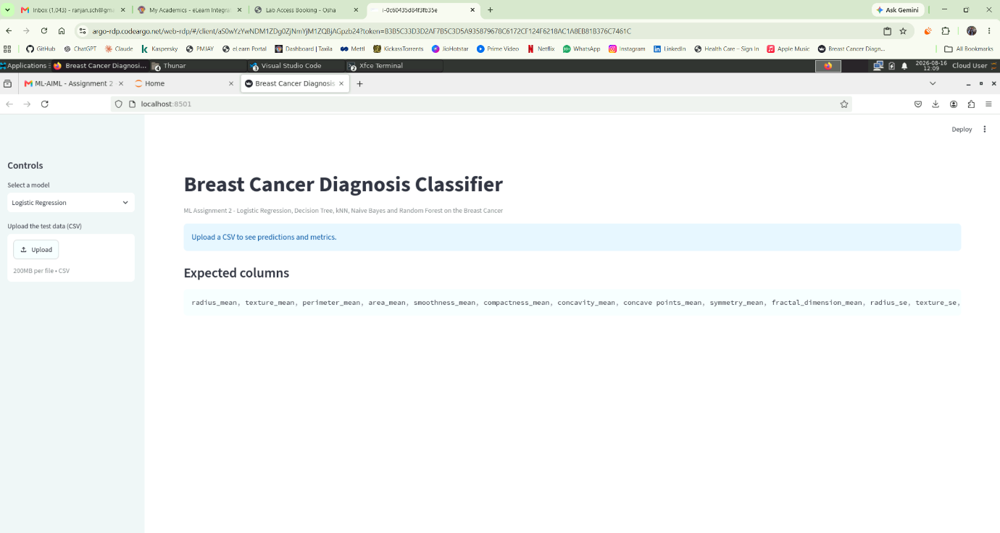 Inbox (1,043) - ranjan.sch@gma
My Academics - eLearn Integrat
Lab Access Booking - Osha
i-0c60435d84f3fb35e
Ask Gemini
argo-rdp.codeargo.net/web-rdp/#/client/aS0wYzYwNDM1ZDg0ZjNmYjM1ZQBjAGpzb24?token=B3B5C33D3D2AF7B5C3D5A935879678C6172CF124F6218AC1A8EB81B376C7461C
GitHub
ChatGPT
Claude
Kaspersky
PMJAY
eLearn Portal
Dashboard | Taxila
Mettl
KickassTorrents
JioHotstar
Prime Video
Netflix
WhatsApp
Instagram
LinkedIn
Health Care – Sign In
Apple Music
Breast Cancer Diagn...
All Bookmarks
Applications
Breast Cancer Diagnosi...
4 Thunar
3 Visual Studio Code
2 Xfce Terminal
2026-08-16
12:09
Cloud User
ML-AIML - Assignment 2
Home
Breast Cancer Diagnosis
localhost:8501
Deploy
Controls
Select a model
Logistic Regression
Upload the test data (CSV)
Upload
200MB per file • CSV
Breast Cancer Diagnosis Classifier
ML Assignment 2 - Logistic Regression, Decision Tree, kNN, Naive Bayes and Random Forest on the Breast Cancer
Upload a CSV to see predictions and metrics.
Expected columns
radius_mean, texture_mean, perimeter_mean, area_mean, smoothness_mean, compactness_mean, concavity_mean, concave points_mean, symmetry_mean, fractal_dimension_mean, radius_se, texture_se,